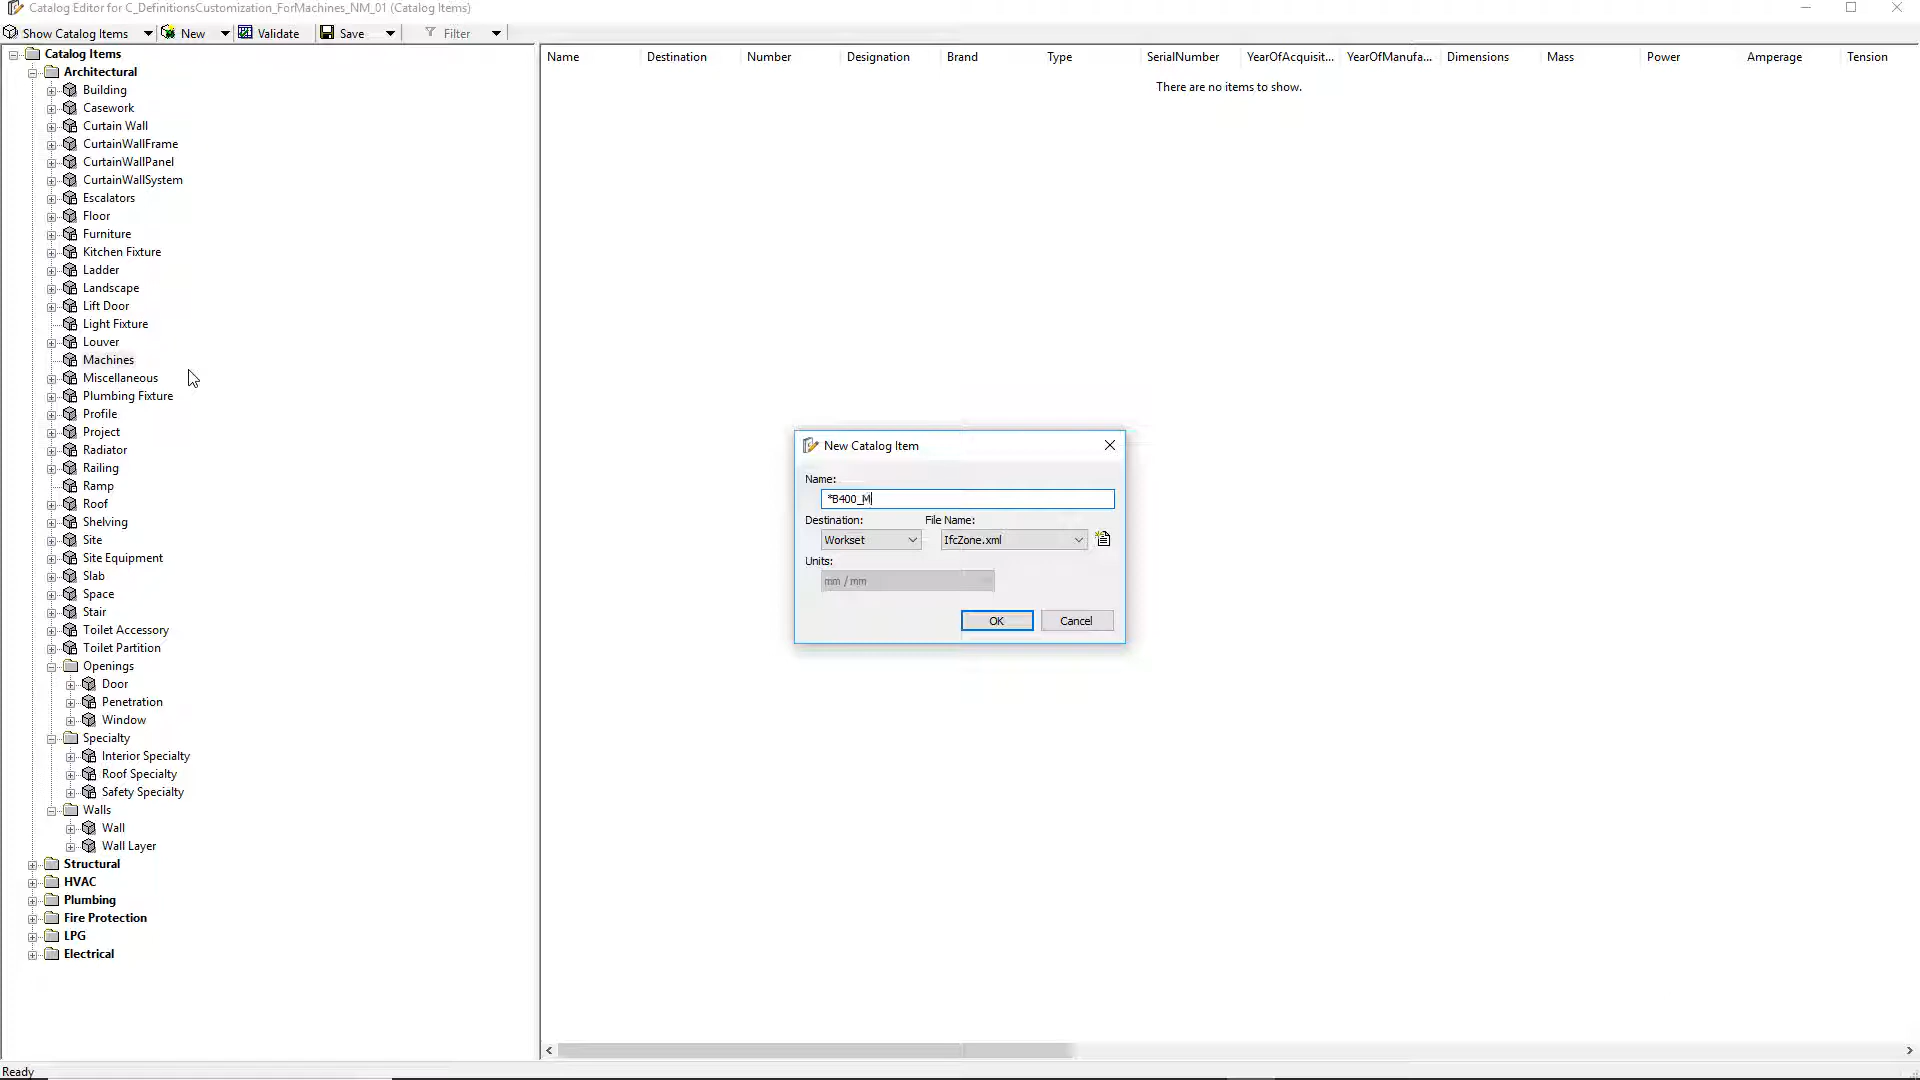 Catalog Editor for C_DefinitionsCustomization_ForMachines_NM_01 (Catalog Items)
Show Catalog Items New Validate Save Filter
Catalog Items
Architectural
Building
Casework
Curtain Wall
CurtainWallFrame
CurtainWallPanel
CurtainWallSystem
Escalators
Floor
Furniture
Kitchen Fixture
Ladder
Landscape
Lift Door
Light Fixture
Louver
Machines
Miscellaneous
Plumbing Fixture
Profile
Project
Radiator
Railing
Ramp
Roof
Shelving
Site
Site Equipment
Slab
Space
Stair
Toilet Accessory
Toilet Partition
Openings
Door
Penetration
Window
Specialty
Interior Specialty
Roof Specialty
Safety Specialty
Walls
Wall
Wall Layer
Structural
HVAC
Plumbing
Fire Protection
LPG
Electrical
Name Destination Number Designation Brand Type SerialNumber YearOfAcquisit... YearOfManufa... Dimensions Mass Power Amperage Tension
There are no items to show.
New Catalog Item
Name:
*B400_M
Destination: File Name:
Workset IfcZone.xml
Units:
mm / mm
OK Cancel
Ready